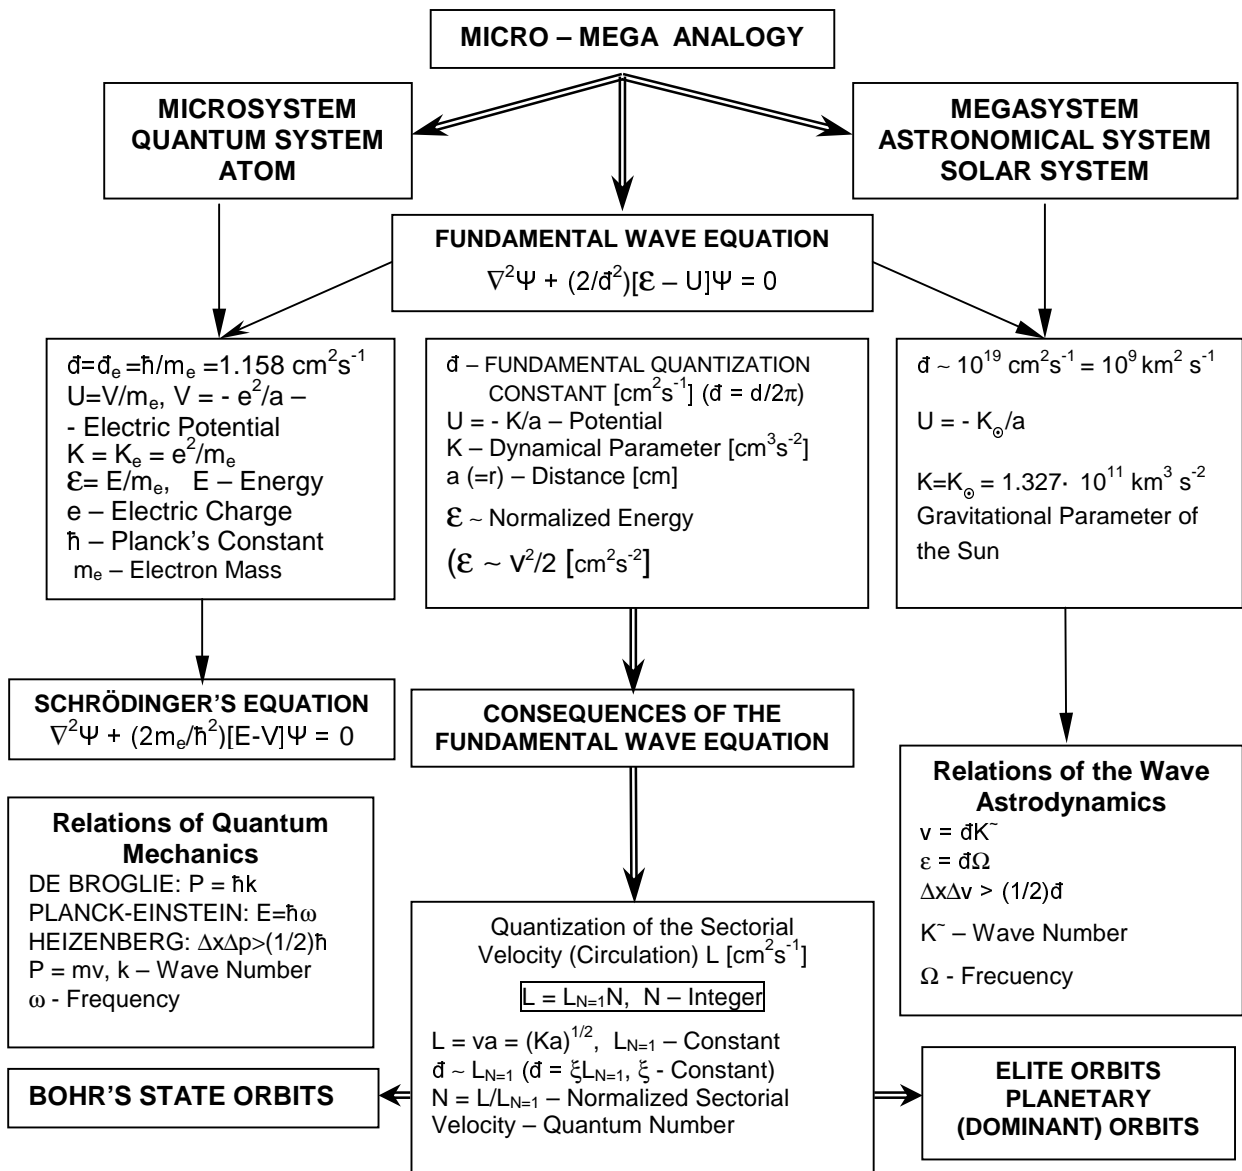 MICRO – MEGA ANALOGY
MICROSYSTEM
QUANTUM SYSTEM
ATOM
MEGASYSTEM
ASTRONOMICAL SYSTEM
SOLAR SYSTEM
FUNDAMENTAL WAVE EQUATION
∇²Ψ + (2/đ²)[Ɛ – U]Ψ = 0
đ=đₑ=ħ/mₑ =1.158 cm²s⁻¹
U=V/mₑ, V = - e²/a –
- Electric Potential
K = Kₑ = e²/mₑ
Ɛ= E/mₑ, E – Energy
e – Electric Charge
ħ – Planck's Constant
mₑ – Electron Mass
đ – FUNDAMENTAL QUANTIZATION
CONSTANT [cm²s⁻¹] (đ = d/2π)
U = - K/a – Potential
K – Dynamical Parameter [cm³s⁻²]
a (=r) – Distance [cm]
Ɛ ~ Normalized Energy
(Ɛ ~ V²/2 [cm²s⁻²]
đ ~ 10¹⁹ cm²s⁻¹ = 10⁹ km² s⁻¹
U = - K☉/a
K=K☉ = 1.327· 10¹¹ km³ s⁻²
Gravitational Parameter of
the Sun
SCHRÖDINGER'S EQUATION
∇²Ψ + (2mₑ/ħ²)[E-V]Ψ = 0
CONSEQUENCES OF THE
FUNDAMENTAL WAVE EQUATION
Relations of the Wave
Astrodynamics
v = đK˜
ε = đΩ
ΔxΔv > (1/2)đ
K˜ – Wave Number
Ω - Frecuency
Relations of Quantum
Mechanics
DE BROGLIE: P = ħk
PLANCK-EINSTEIN: E=ħω
HEIZENBERG: ΔxΔp>(1/2)ħ
P = mv, k – Wave Number
ω - Frequency
Quantization of the Sectorial
Velocity (Circulation) L [cm²s⁻¹]
L = L_{N=1}N, N – Integer
L = va = (Ka)^{1/2}, L_{N=1} – Constant
đ ~ L_{N=1} (đ = ξL_{N=1}, ξ - Constant)
N = L/L_{N=1} – Normalized Sectorial
Velocity – Quantum Number
BOHR'S STATE ORBITS
ELITE ORBITS
PLANETARY
(DOMINANT) ORBITS